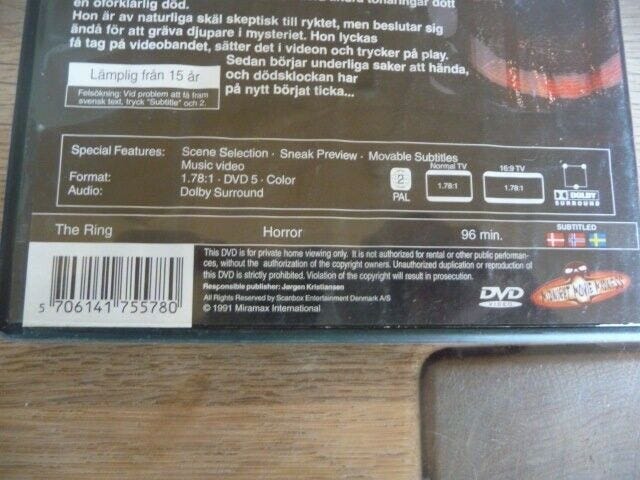 tonåringar dött
en oförklarlig död.
Hon är av naturliga skäl skeptisk till ryktet, men beslutar sig
ändå för att gräva djupare i mysteriet. Hon lyckas
få tag på videobandet, sätter det i videon och trycker på play.
Sedan börjar underliga saker att hända,
och dödsklockan har
på nytt börjat ticka...
Lämplig från 15 år
Felsökning: Vid problem att få fram
svensk text, tryck "Subtitle" och 2.
Special Features: Scene Selection · Sneak Preview · Movable Subtitles
Music video
Format: 1.78:1 · DVD 5 · Color
Audio: Dolby Surround
2
PAL
Normal TV
1.78:1
16:9 TV
1.78:1
DOLBY
SURROUND
The Ring Horror 96 min.
SUBTITLED
This DVD is for private home viewing only. It is not authorized for rental or other public performan-
ces, without the authorization of the copyright owners. Unauthorized duplication or reproduction of
this DVD is strictly prohibited. Violation of the copyright will result in prosecution.
Responsible publisher: Jørgen Kristiansen
All Rights Reserved by Scanbox Entertainment Denmark A/S
© 1991 Miramax International
5 706141 755780
DVD
VIDEO
MIDNIGHT MOVIE MADNESS